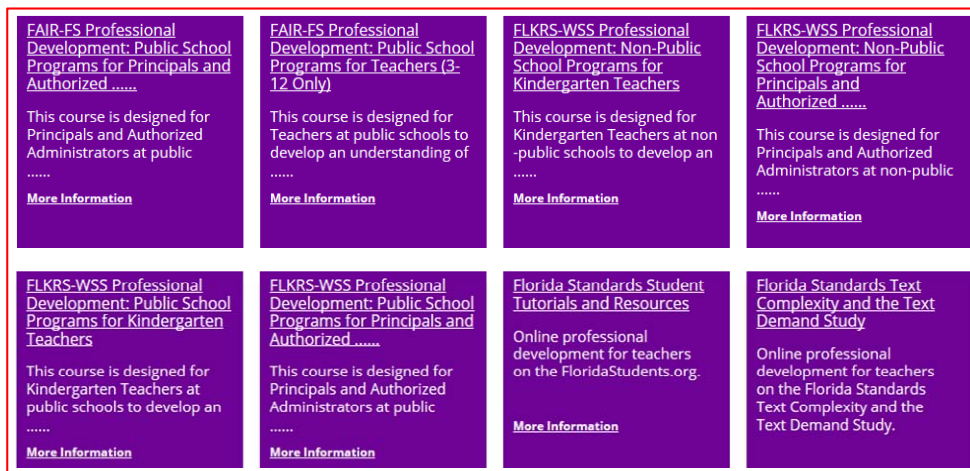 FAIR-FS Professional
Development: Public School
Programs for Principals and
Authorized ......
This course is designed for
Principals and Authorized
Administrators at public
......
More Information
FAIR-FS Professional
Development: Public School
Programs for Teachers (3-
12 Only)
This course is designed for
Teachers at public schools to
develop an understanding of
......
More Information
FLKRS-WSS Professional
Development: Non-Public
School Programs for
Kindergarten Teachers
This course is designed for
Kindergarten Teachers at non
-public schools to develop an
......
More Information
FLKRS-WSS Professional
Development: Non-Public
School Programs for
Principals and
Authorized ......
This course is designed for
Principals and Authorized
Administrators at non-public
......
More Information
FLKRS-WSS Professional
Development: Public School
Programs for Kindergarten
Teachers
This course is designed for
Kindergarten Teachers at
public schools to develop an
......
More Information
FLKRS-WSS Professional
Development: Public School
Programs for Principals and
Authorized ......
This course is designed for
Principals and Authorized
Administrators at public
......
More Information
Florida Standards Student
Tutorials and Resources
Online professional
development for teachers
on the FloridaStudents.org.
More Information
Florida Standards Text
Complexity and the Text
Demand Study
Online professional
development for teachers
on the Florida Standards
Text Complexity and the
Text Demand Study.